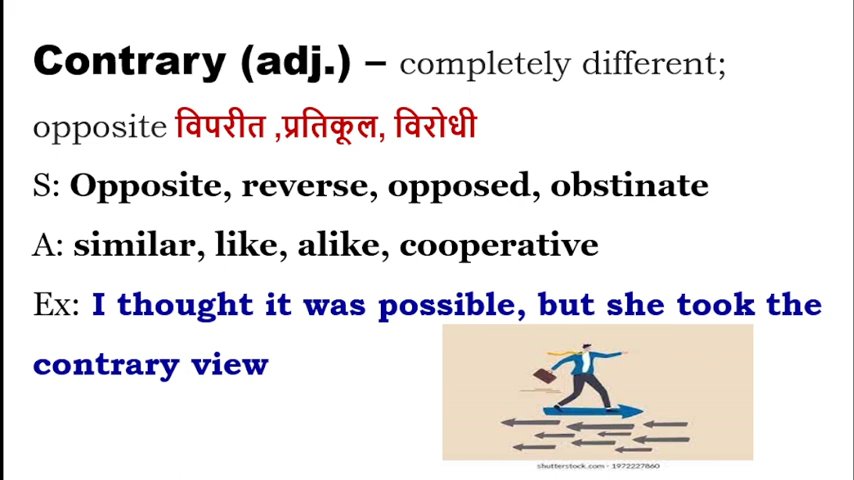 Contrary (adj.) – completely different;
opposite विपरीत ,प्रतिकूल, विरोधी
S: Opposite, reverse, opposed, obstinate
A: similar, like, alike, cooperative
Ex: I thought it was possible, but she took the
contrary view
shutterstock.com · 1972227860